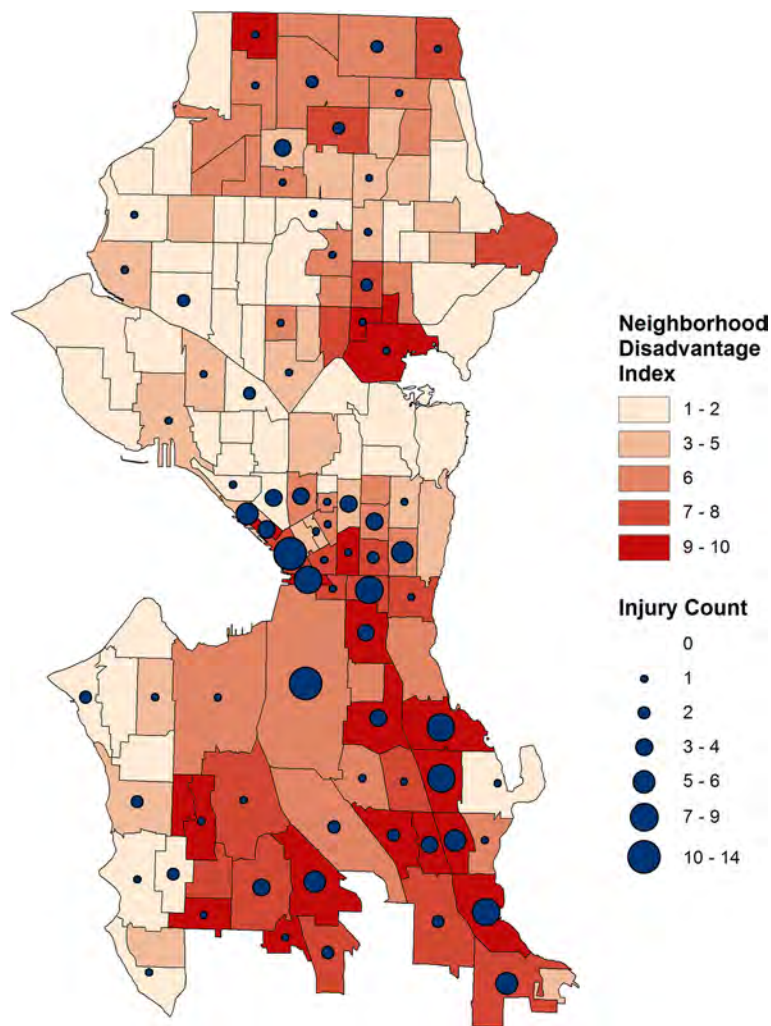 Neighborhood
Disadvantage
Index
1 - 2
3 - 5
6
7 - 8
9 - 10
Injury Count
0
1
2
3 - 4
5 - 6
7 - 9
10 - 14